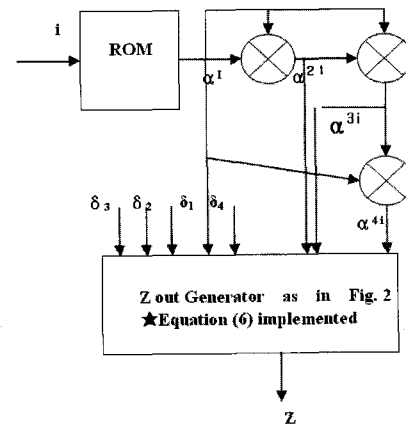 i
ROM
α^I
α^2i
α^3i
α^4i
δ₃ δ₂ δ₁ δ₄
Z out Generator as in Fig. 2
★Equation (6) implemented
Z